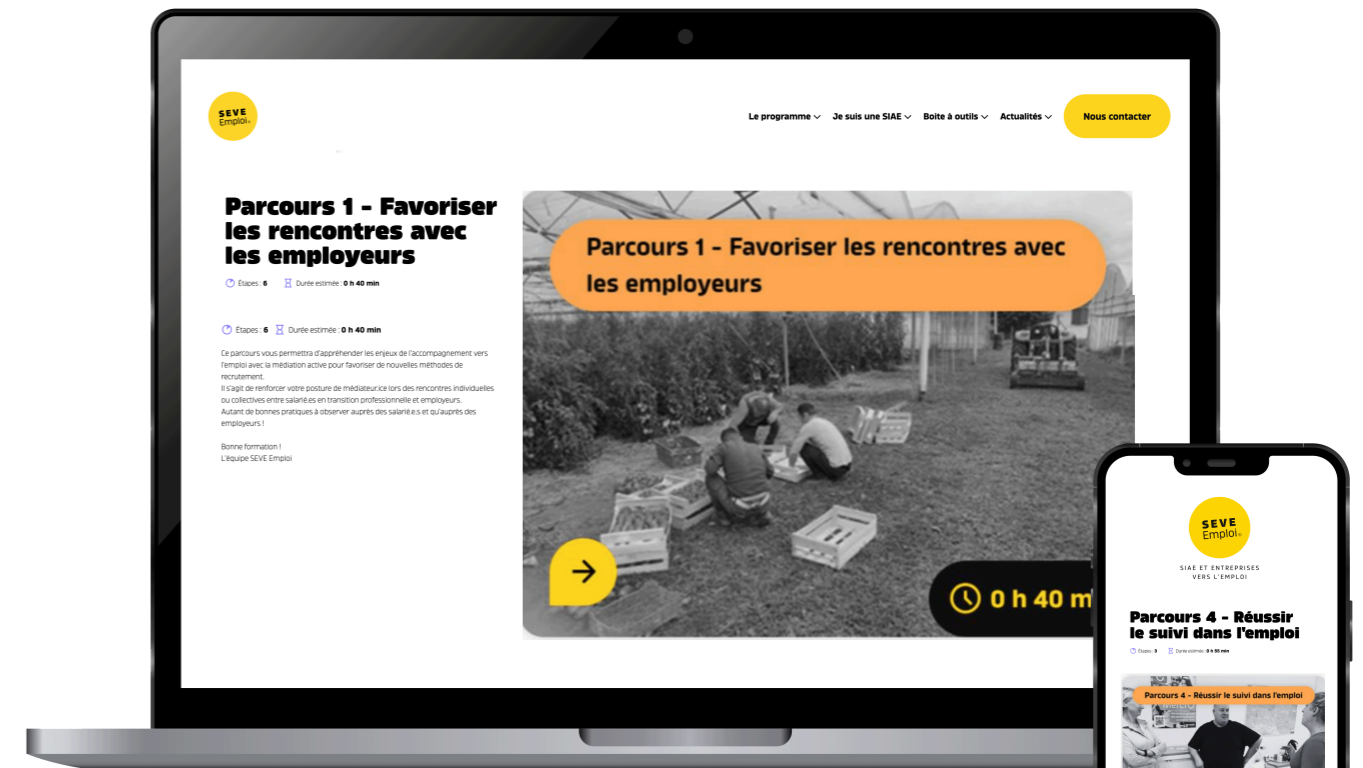 SEVE
Emploi
Le programme
Je suis une SIAE
Boite à outils
Actualités
Nous contacter
Parcours 1 - Favoriser
les rencontres avec
les employeurs
Étapes : 6
Durée estimée : 0 h 40 min
Étapes : 6
Durée estimée : 0 h 40 min
Ce parcours vous permettra d'appréhender les enjeux de l'accompagnement vers
l'emploi avec la médiation active pour favoriser de nouvelles méthodes de
recrutement.
Il s'agit de renforcer votre posture de médiateur.ice lors des rencontres individuelles
ou collectives entre salarié.es en transition professionnelle et employeurs.
Autant de bonnes pratiques à observer auprès des salarié.e.s et qu'auprès des
employeurs !
Bonne formation !
L'équipe SEVE Emploi
Parcours 1 - Favoriser les rencontres avec
les employeurs
0 h 40 m
SEVE
Emploi
SIAE ET ENTREPRISES
VERS L'EMPLOI
Parcours 4 - Réussir
le suivi dans l'emploi
Étapes : 3
Durée estimée : 0 h 55 min
Parcours 4 - Réussir le suivi dans l'emploi